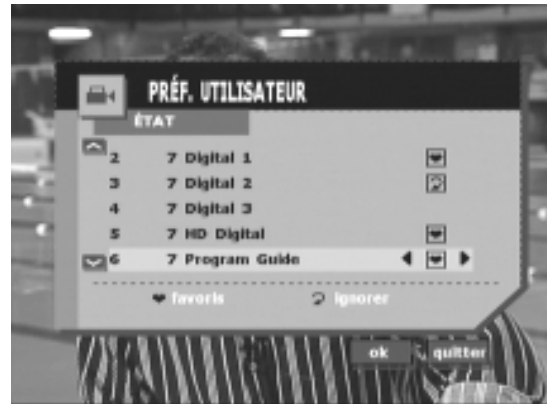 PRÉF. UTILISATEUR
ÉTAT
2 7 Digital 1
3 7 Digital 2
4 7 Digital 3
5 7 HD Digital
6 7 Program Guide
favoris ignorer
ok quitter